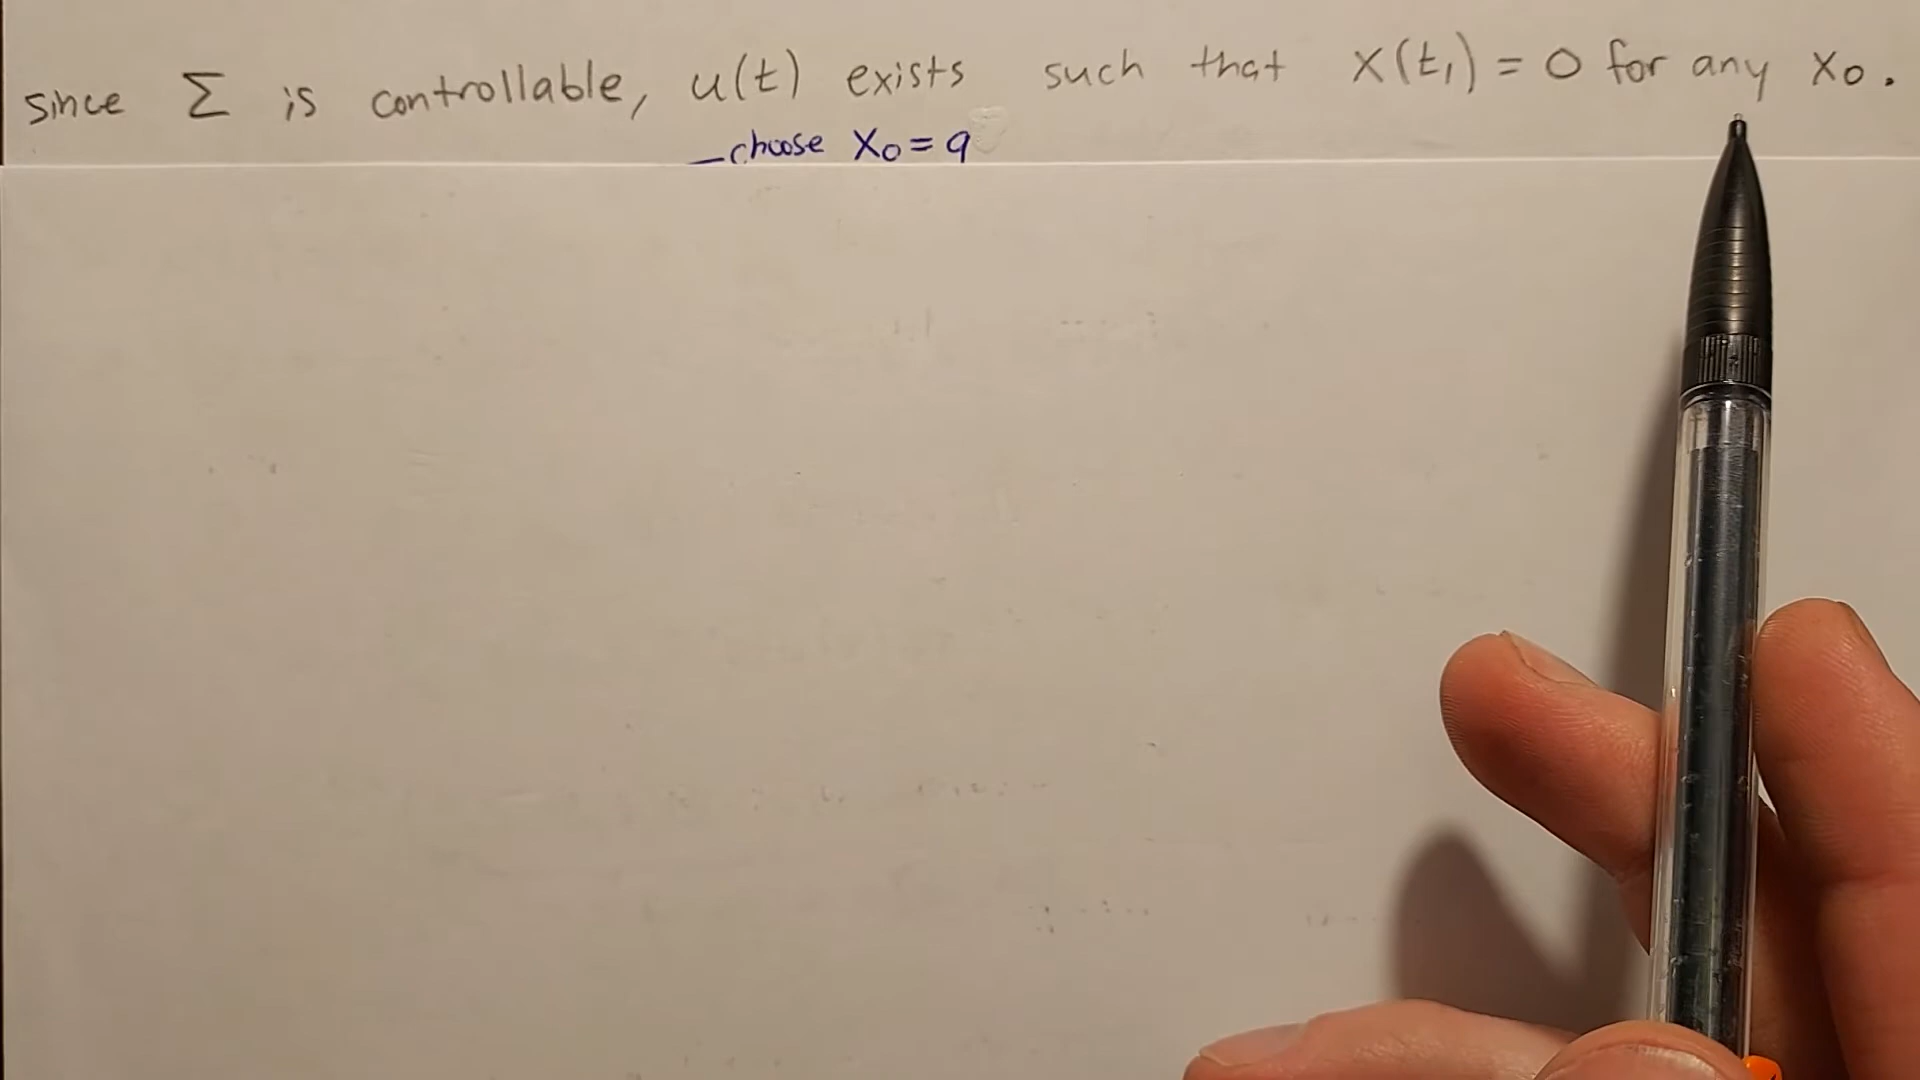 since Σ is controllable, u(t) exists such that x(t₁) = 0 for any x₀.
choose x₀ = q